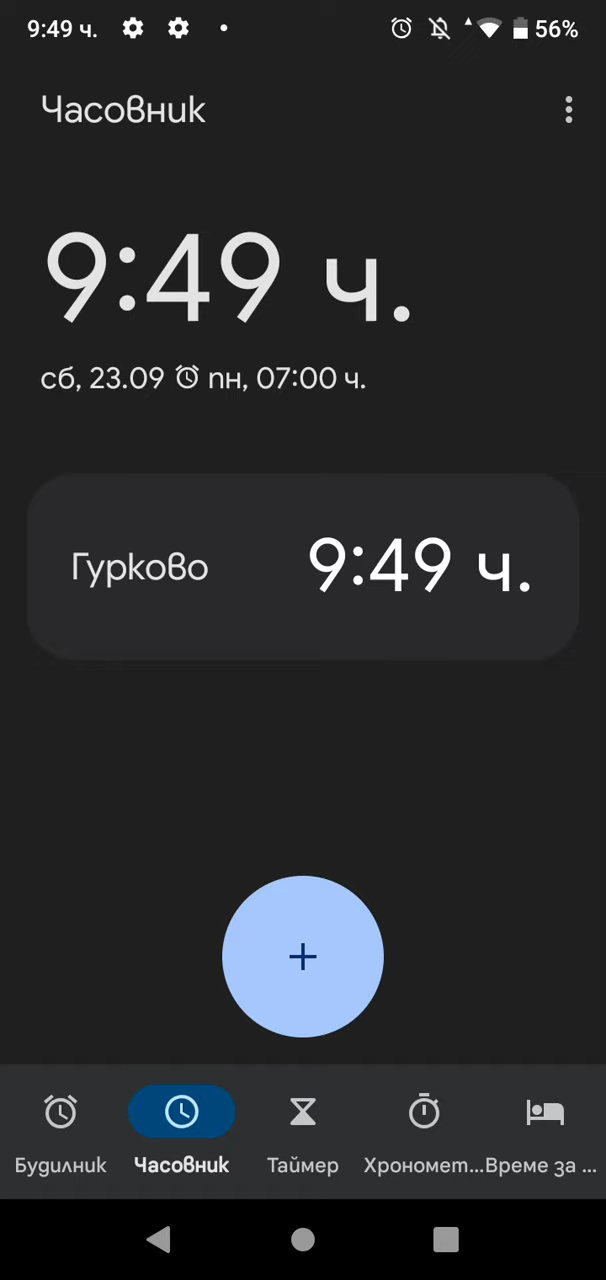 9:49 ч. 56%
Часовник
9:49 ч.
сб, 23.09 пн, 07:00 ч.
Гурково 9:49 ч.
Будилник Часовник Таймер Хрономет... Време за ...